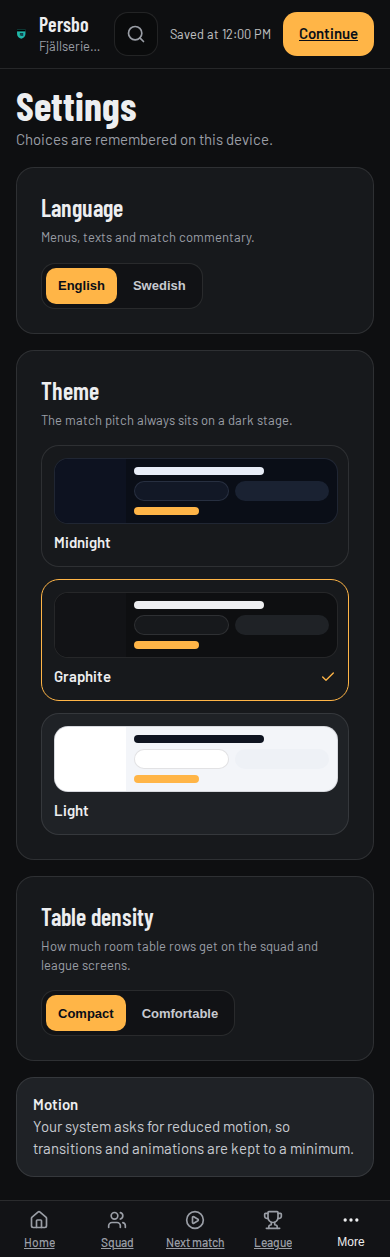 Persbo
Fjällserie...
Saved at 12:00 PM
Continue
Settings
Choices are remembered on this device.
Language
Menus, texts and match commentary.
English
Swedish
Theme
The match pitch always sits on a dark stage.
Midnight
Graphite
Light
Table density
How much room table rows get on the squad and
league screens.
Compact
Comfortable
Motion
Your system asks for reduced motion, so
transitions and animations are kept to a minimum.
Home
Squad
Next match
League
More